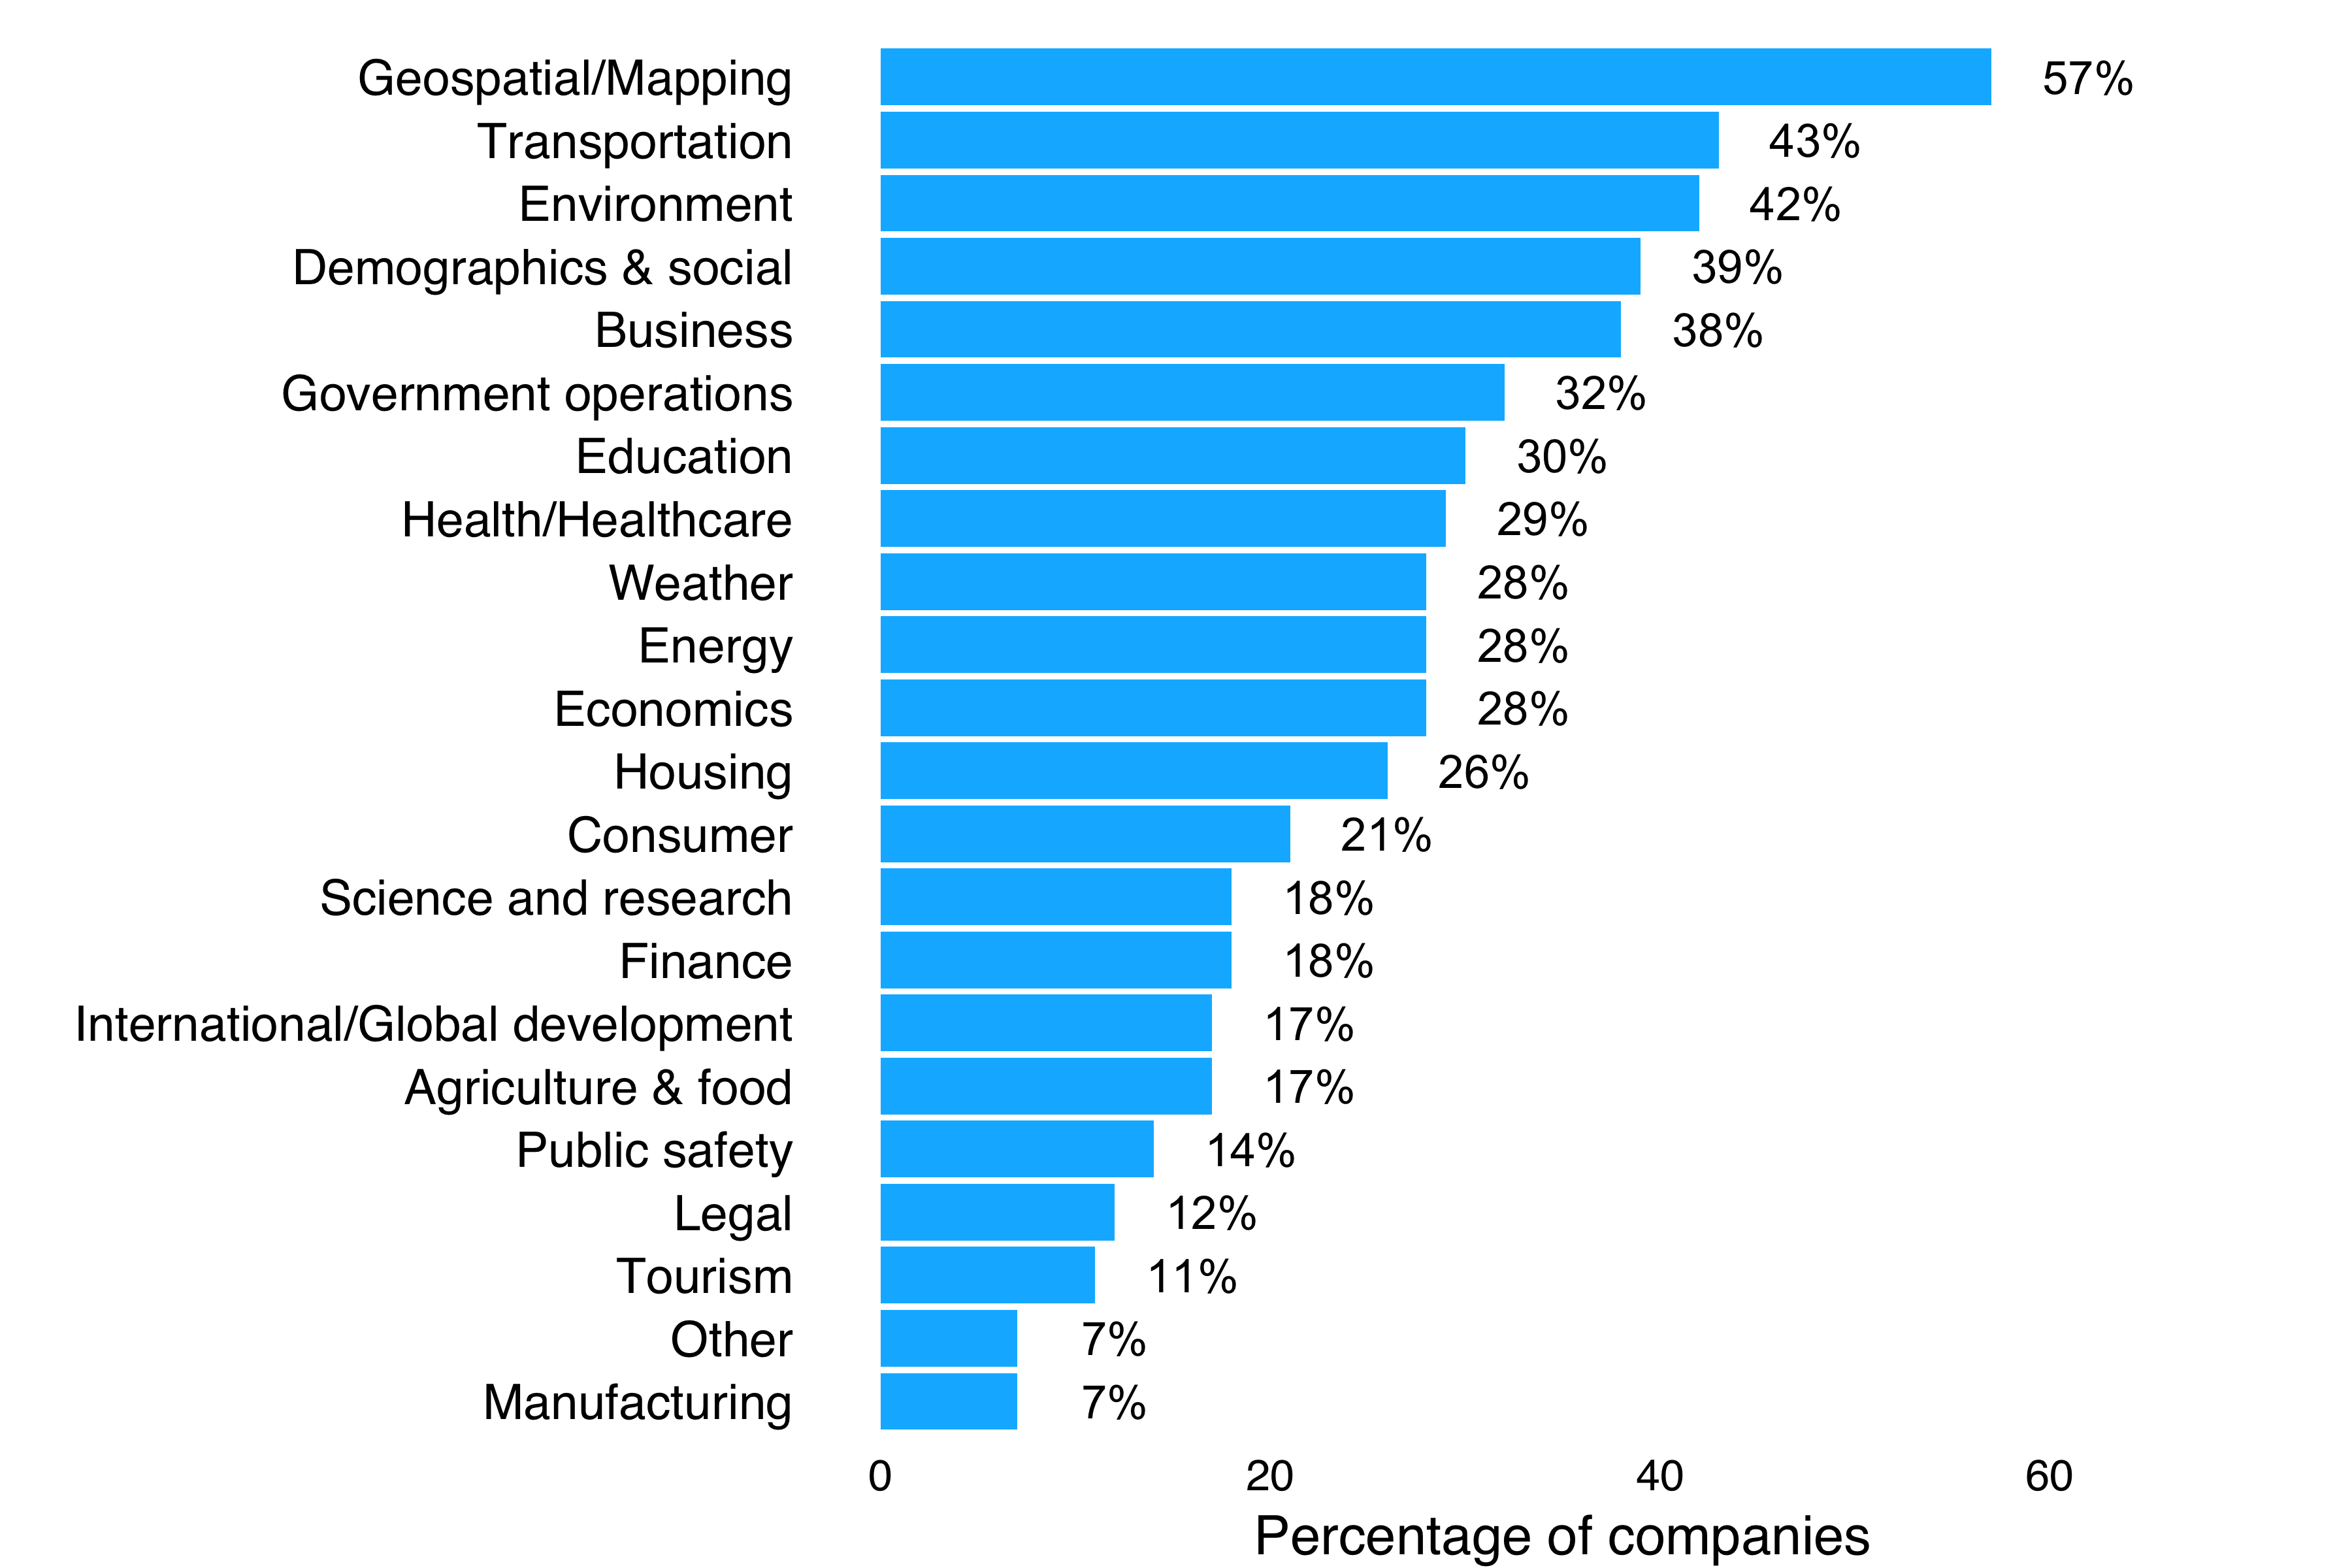 Geospatial/Mapping 57%
Transportation 43%
Environment 42%
Demographics & social 39%
Business 38%
Government operations 32%
Education 30%
Health/Healthcare 29%
Weather 28%
Energy 28%
Economics 28%
Housing 26%
Consumer 21%
Science and research 18%
Finance 18%
International/Global development 17%
Agriculture & food 17%
Public safety 14%
Legal 12%
Tourism 11%
Other 7%
Manufacturing 7%
0 20 40 60
Percentage of companies